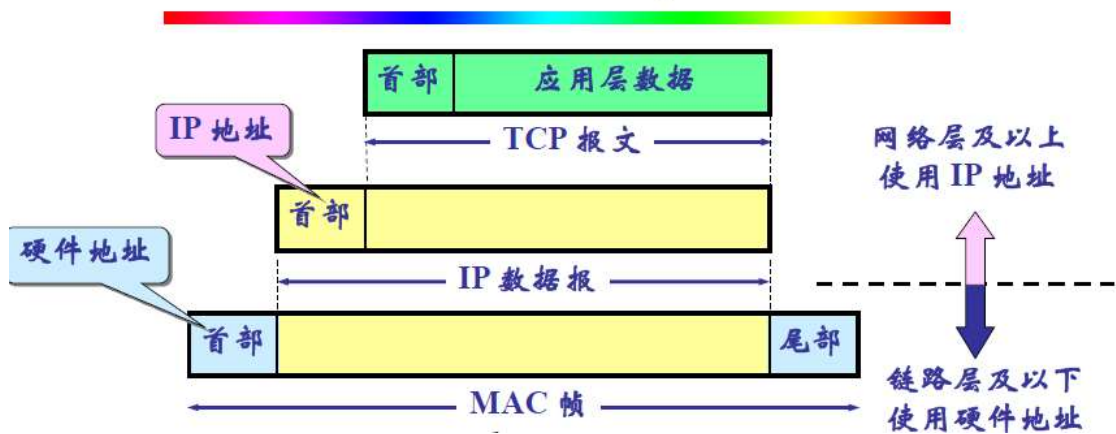 首部 应用层数据
IP 地址
TCP 报文
网络层及以上
使用 IP 地址
首部
硬件地址
IP 数据报
首部 尾部
MAC 帧
链路层及以下
使用硬件地址